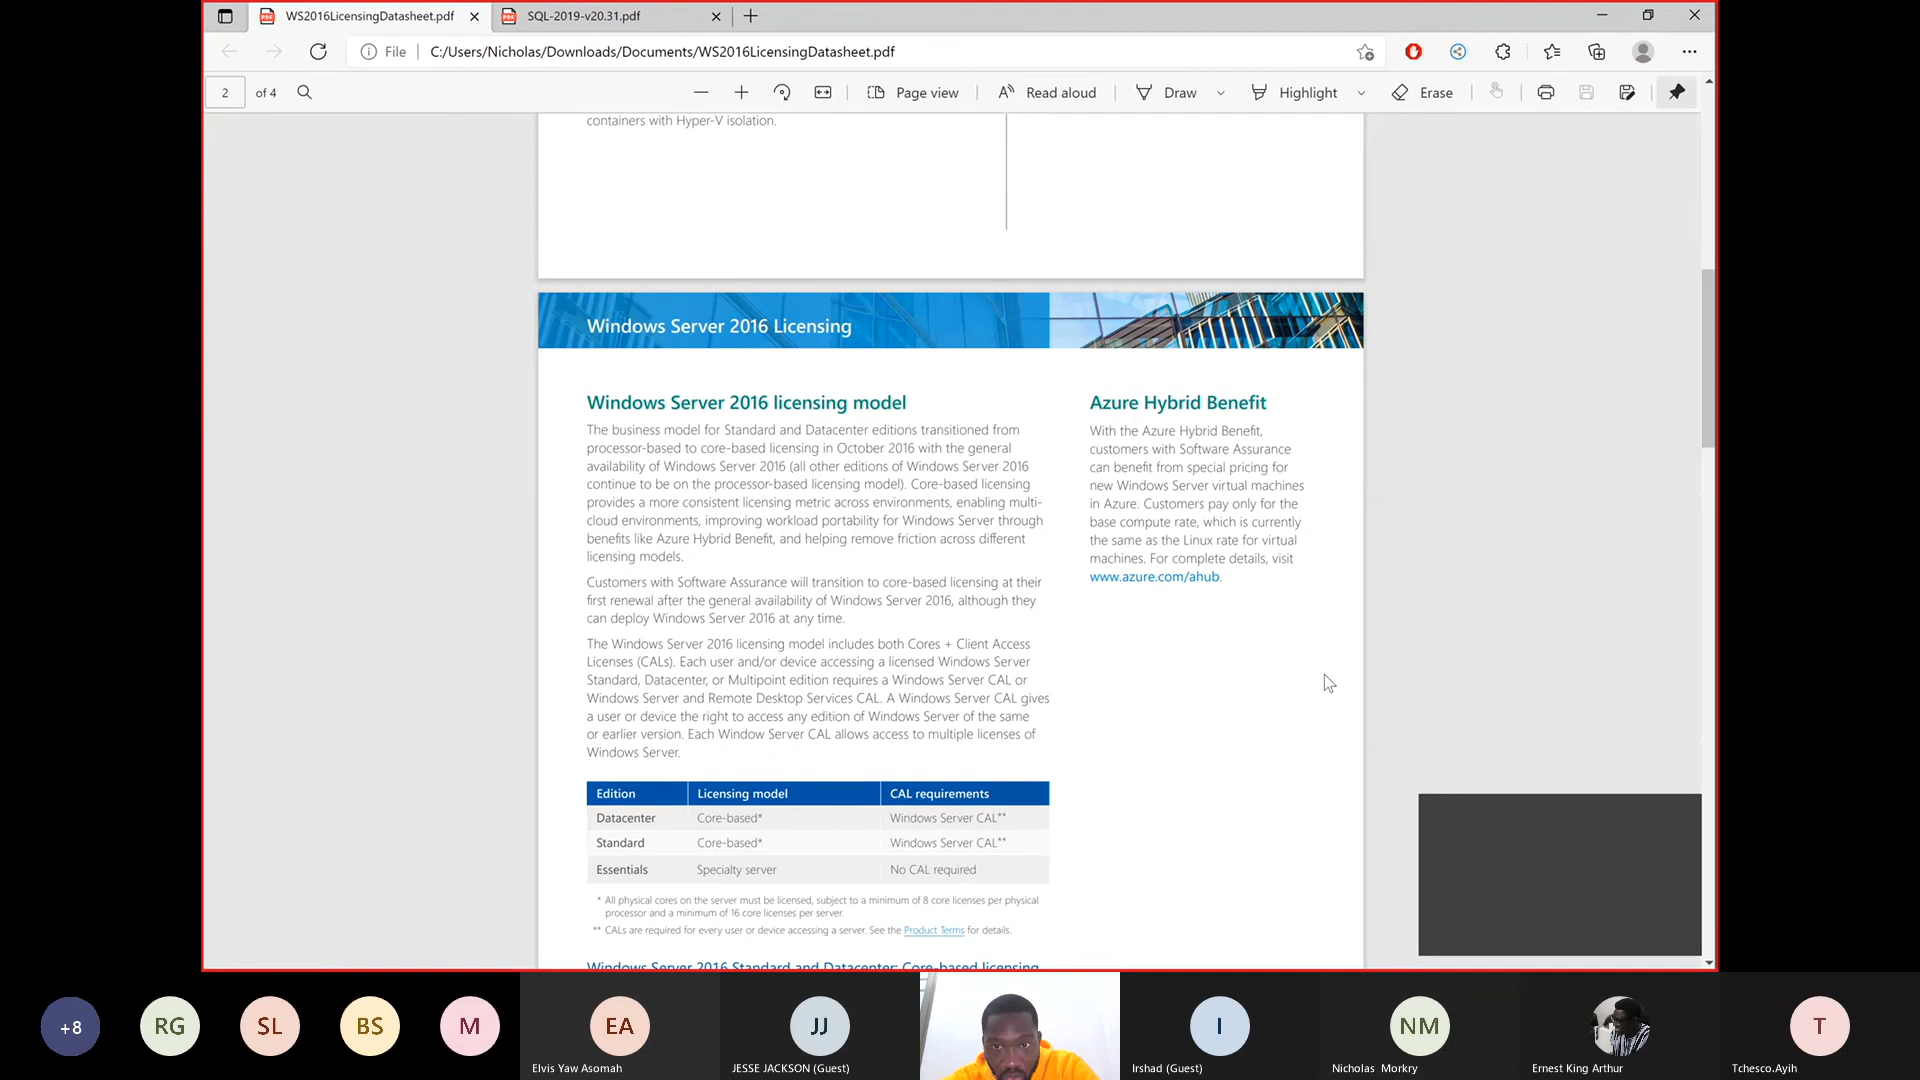 WS2016LicensingDatasheet.pdf
SQL-2019-v20.31.pdf
File
C:/Users/Nicholas/Downloads/Documents/WS2016LicensingDatasheet.pdf
2
of 4
Page view
Read aloud
Draw
Highlight
Erase
containers with Hyper-V isolation.
Windows Server 2016 Licensing
Windows Server 2016 licensing model
The business model for Standard and Datacenter editions transitioned from
processor-based to core-based licensing in October 2016 with the general
availability of Windows Server 2016 (all other editions of Windows Server 2016
continue to be on the processor-based licensing model). Core-based licensing
provides a more consistent licensing metric across environments, enabling multi-
cloud environments, improving workload portability for Windows Server through
benefits like Azure Hybrid Benefit, and helping remove friction across different
licensing models.
Customers with Software Assurance will transition to core-based licensing at their
first renewal after the general availability of Windows Server 2016, although they
can deploy Windows Server 2016 at any time.
The Windows Server 2016 licensing model includes both Cores + Client Access
Licenses (CALs). Each user and/or device accessing a licensed Windows Server
Standard, Datacenter, or Multipoint edition requires a Windows Server CAL or
Windows Server and Remote Desktop Services CAL. A Windows Server CAL gives
a user or device the right to access any edition of Windows Server of the same
or earlier version. Each Window Server CAL allows access to multiple licenses of
Windows Server.
Azure Hybrid Benefit
With the Azure Hybrid Benefit,
customers with Software Assurance
can benefit from special pricing for
new Windows Server virtual machines
in Azure. Customers pay only for the
base compute rate, which is currently
the same as the Linux rate for virtual
machines. For complete details, visit
www.azure.com/ahub.
Edition Licensing model CAL requirements
Datacenter Core-based* Windows Server CAL**
Standard Core-based* Windows Server CAL**
Essentials Specialty server No CAL required
* All physical cores on the server must be licensed, subject to a minimum of 8 core licenses per physical
processor and a minimum of 16 core licenses per server.
** CALs are required for every user or device accessing a server. See the Product Terms for details.
Windows Server 2016 Standard and Datacenter: Core-based licensing
+8
RG
SL
BS
M
EA
Elvis Yaw Asomah
JJ
JESSE JACKSON (Guest)
I
Irshad (Guest)
NM
Nicholas Morkry
Ernest King Arthur
T
Tchesco.Ayih